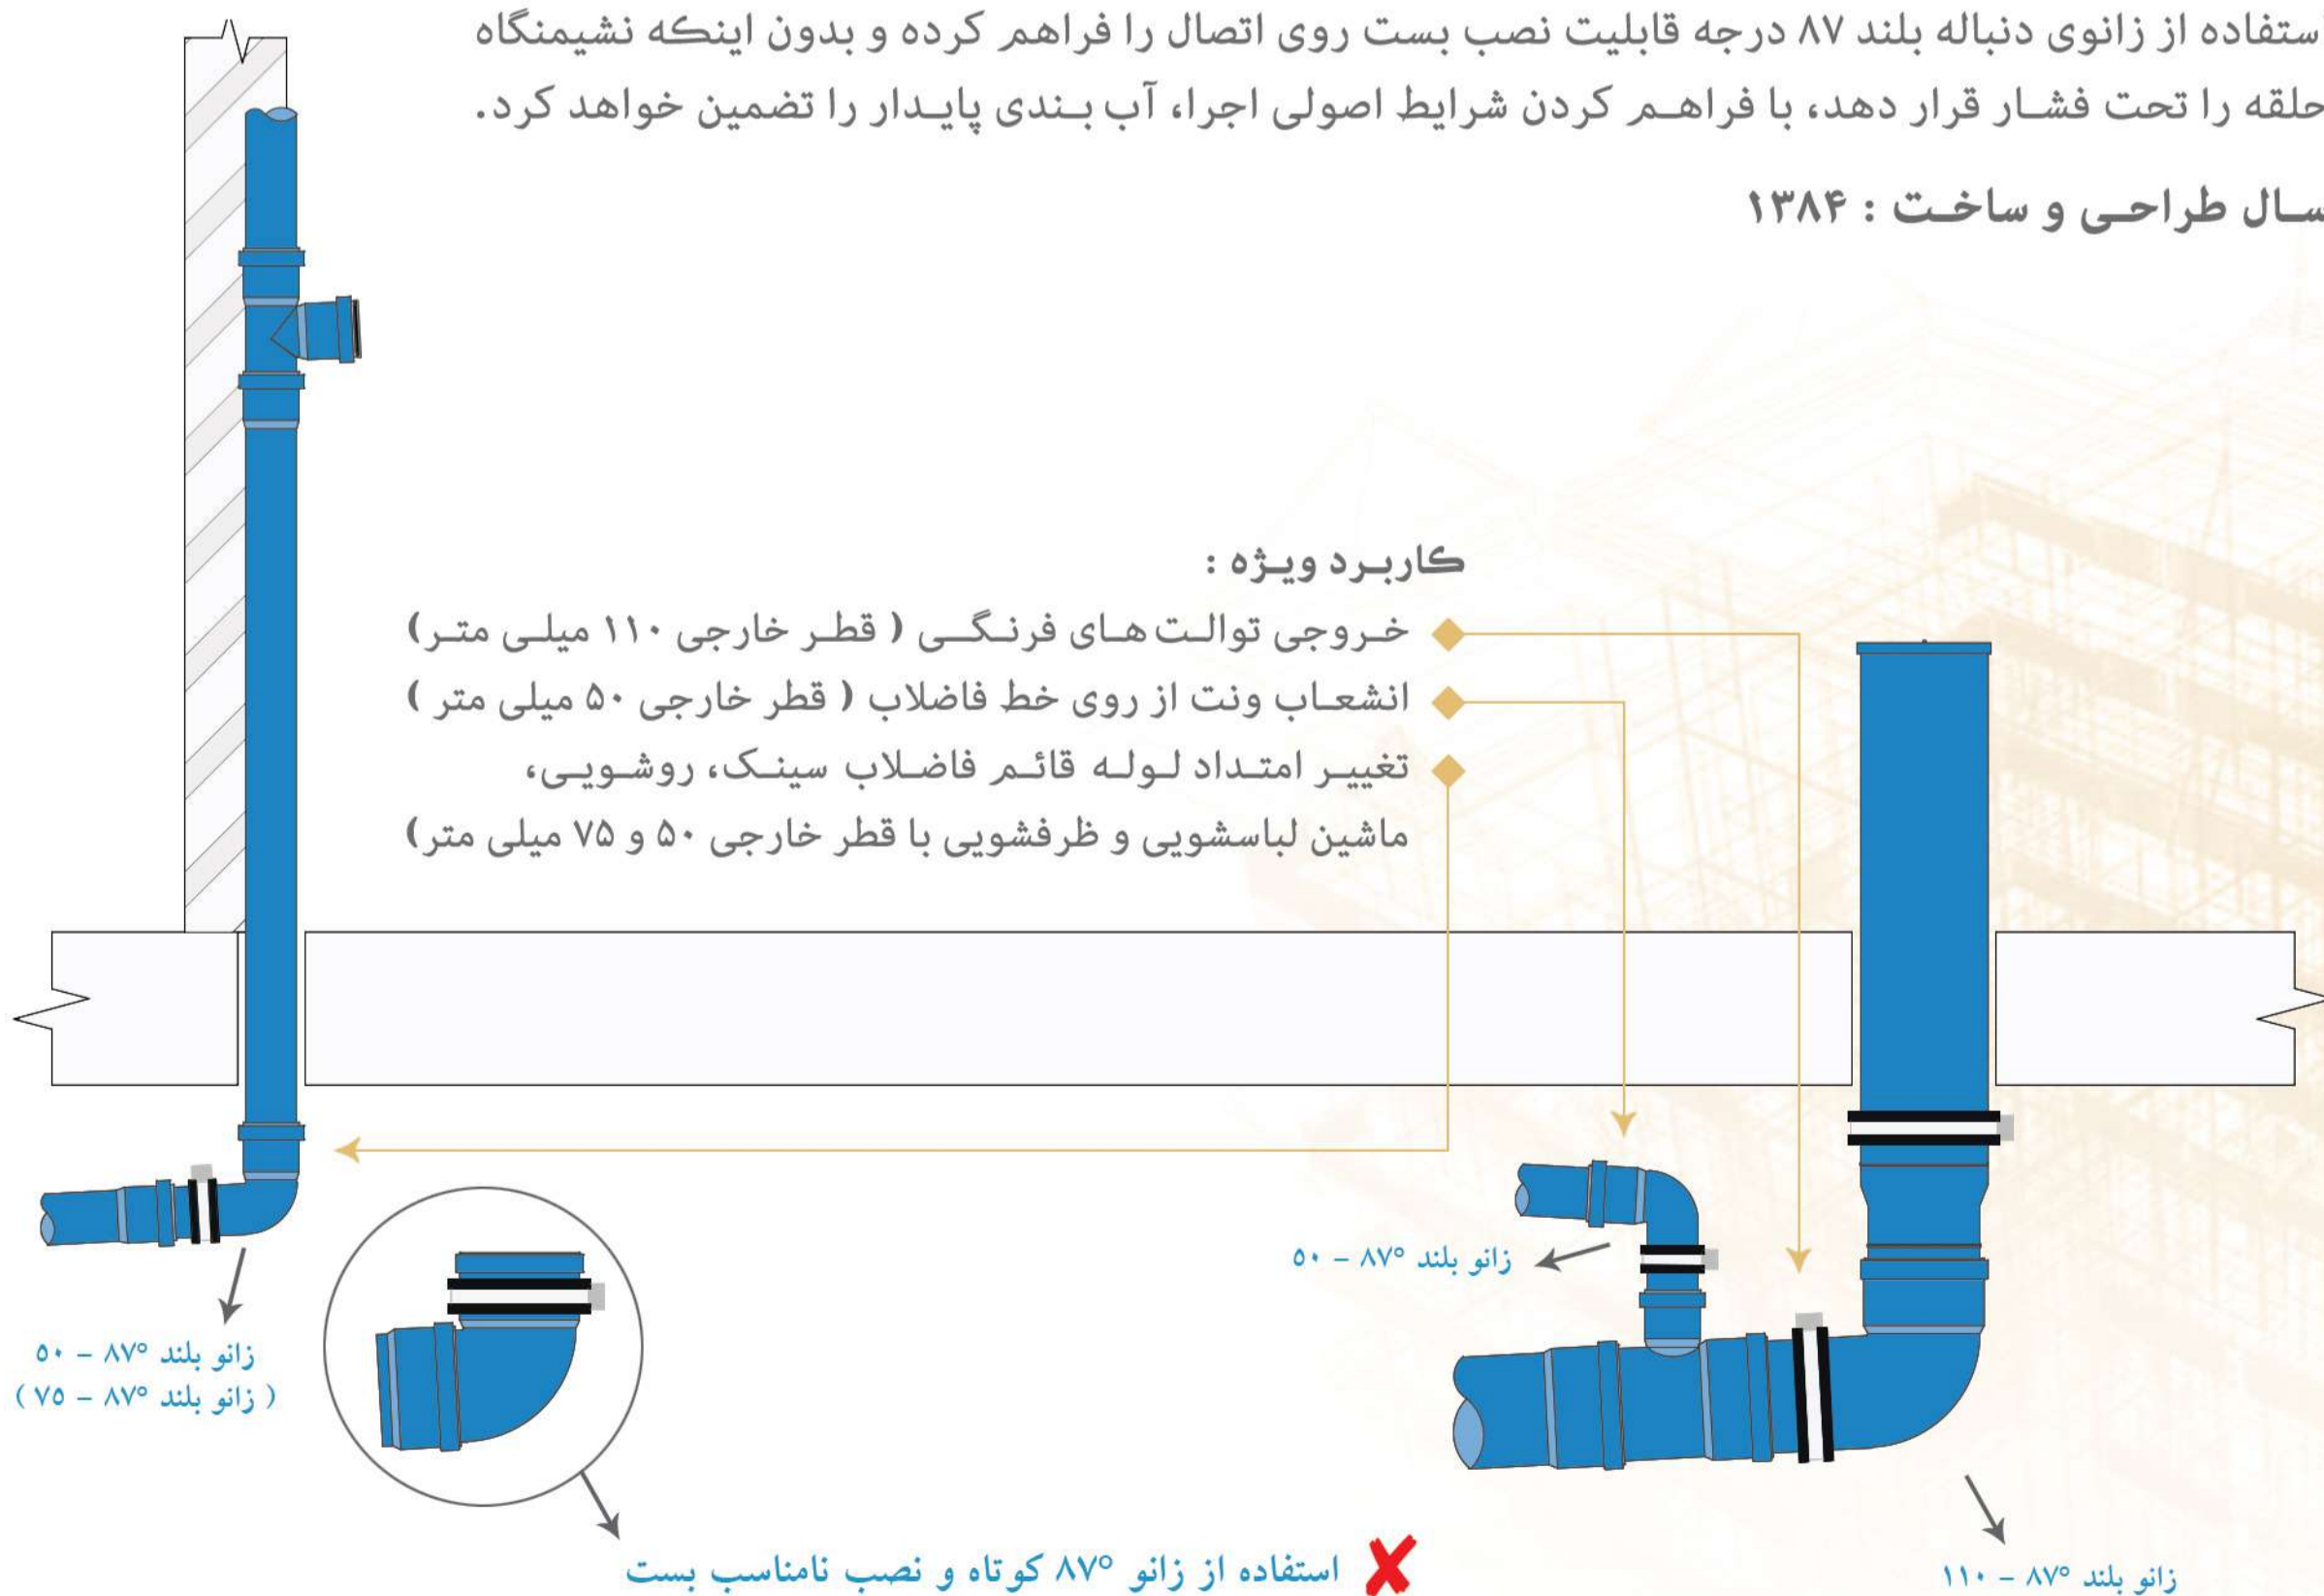 ستفاده از زانوی دنباله بلند ۸۷ درجه قابلیت نصب بست روی اتصال را فراهم کرده و بدون اینکه نشیمنگاه
حلقه را تحت فشار قرار دهد، با فراهم کردن شرایط اصولی اجرا، آب بندی پایدار را تضمین خواهد کرد.
سال طراحی و ساخت : ۱۳۸۴
کاربرد ویژه :
خروجی توالت های فرنگی ( قطر خارجی ۱۱۰ میلی متر)
انشعاب ونت از روی خط فاضلاب ( قطر خارجی ۵۰ میلی متر )
تغییر امتداد لوله قائم فاضلاب سینک، روشویی،
ماشین لباسشویی و ظرفشویی با قطر خارجی ۵۰ و ۷۵ میلی متر)
زانو بلند °۸۷ – ۵۰
زانو بلند °۸۷ – ۵۰
( زانو بلند °۸۷ – ۷۵ )
استفاده از زانو °۸۷ کوتاه و نصب نامناسب بست
زانو بلند °۸۷ – ۱۱۰